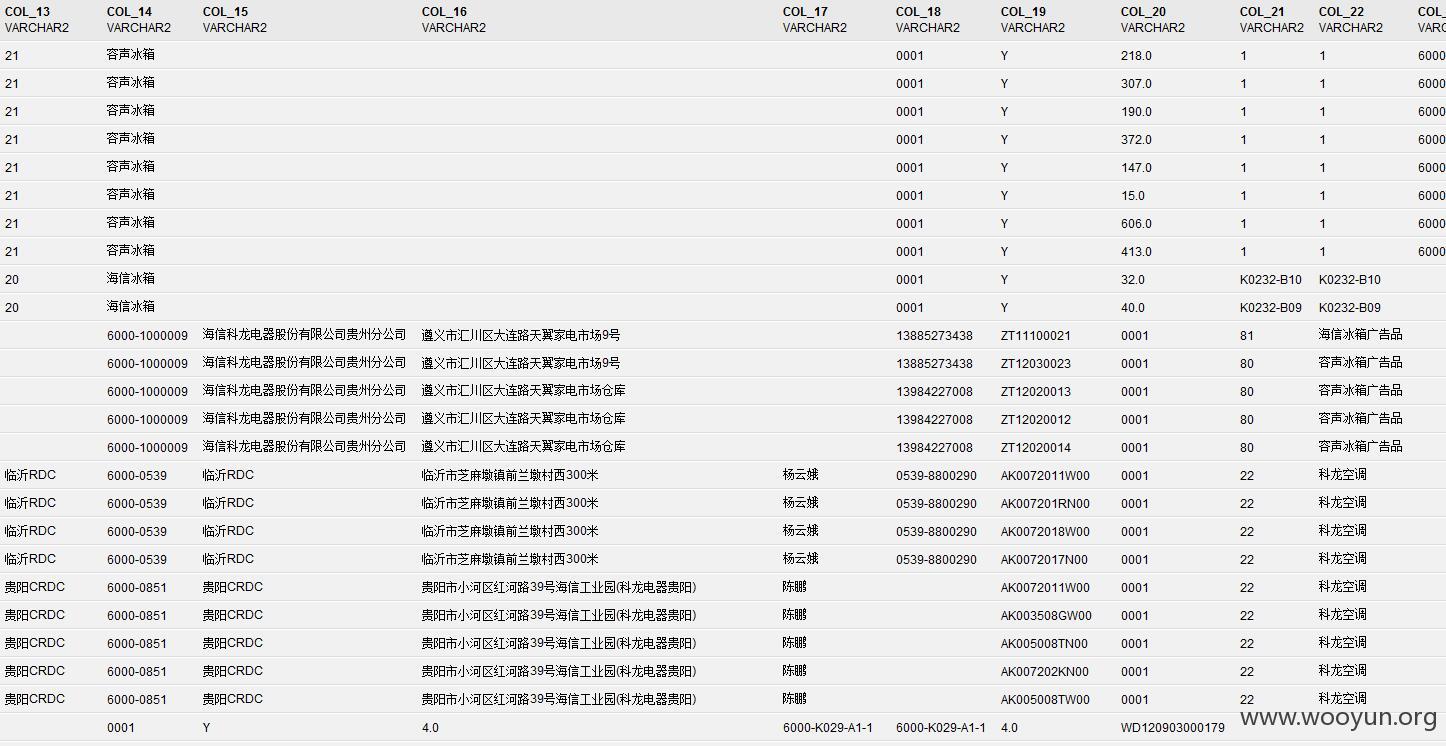 COL_13 COL_14 COL_15 COL_16 COL_17 COL_18 COL_19 COL_20 COL_21 COL_22 COL_
VARCHAR2 VARCHAR2 VARCHAR2 VARCHAR2 VARCHAR2 VARCHAR2 VARCHAR2 VARCHAR2 VARCHAR2 VARCHAR2 VARC
21 容声冰箱 0001 Y 218.0 1 1 6000
21 容声冰箱 0001 Y 307.0 1 1 6000
21 容声冰箱 0001 Y 190.0 1 1 6000
21 容声冰箱 0001 Y 372.0 1 1 6000
21 容声冰箱 0001 Y 147.0 1 1 6000
21 容声冰箱 0001 Y 15.0 1 1 6000
21 容声冰箱 0001 Y 606.0 1 1 6000
21 容声冰箱 0001 Y 413.0 1 1 6000
20 海信冰箱 0001 Y 32.0 K0232-B10 K0232-B10
20 海信冰箱 0001 Y 40.0 K0232-B09 K0232-B09
6000-1000009 海信科龙电器股份有限公司贵州分公司 遵义市汇川区大连路天翼家电市场9号 13885273438 ZT11100021 0001 81 海信冰箱广告品
6000-1000009 海信科龙电器股份有限公司贵州分公司 遵义市汇川区大连路天翼家电市场9号 13885273438 ZT12030023 0001 80 容声冰箱广告品
6000-1000009 海信科龙电器股份有限公司贵州分公司 遵义市汇川区大连路天翼家电市场仓库 13984227008 ZT12020013 0001 80 容声冰箱广告品
6000-1000009 海信科龙电器股份有限公司贵州分公司 遵义市汇川区大连路天翼家电市场仓库 13984227008 ZT12020012 0001 80 容声冰箱广告品
6000-1000009 海信科龙电器股份有限公司贵州分公司 遵义市汇川区大连路天翼家电市场仓库 13984227008 ZT12020014 0001 80 容声冰箱广告品
临沂RDC 6000-0539 临沂RDC 临沂市芝麻墩镇前兰墩村西300米 杨云娥 0539-8800290 AK0072011W00 0001 22 科龙空调
临沂RDC 6000-0539 临沂RDC 临沂市芝麻墩镇前兰墩村西300米 杨云娥 0539-8800290 AK007201RN00 0001 22 科龙空调
临沂RDC 6000-0539 临沂RDC 临沂市芝麻墩镇前兰墩村西300米 杨云娥 0539-8800290 AK0072018W00 0001 22 科龙空调
临沂RDC 6000-0539 临沂RDC 临沂市芝麻墩镇前兰墩村西300米 杨云娥 0539-8800290 AK0072017N00 0001 22 科龙空调
贵阳CRDC 6000-0851 贵阳CRDC 贵阳市小河区红河路39号海信工业园(科龙电器贵阳) 陈鹏 AK0072011W00 0001 22 科龙空调
贵阳CRDC 6000-0851 贵阳CRDC 贵阳市小河区红河路39号海信工业园(科龙电器贵阳) 陈鹏 AK003508GW00 0001 22 科龙空调
贵阳CRDC 6000-0851 贵阳CRDC 贵阳市小河区红河路39号海信工业园(科龙电器贵阳) 陈鹏 AK005008TN00 0001 22 科龙空调
贵阳CRDC 6000-0851 贵阳CRDC 贵阳市小河区红河路39号海信工业园(科龙电器贵阳) 陈鹏 AK007202KN00 0001 22 科龙空调
贵阳CRDC 6000-0851 贵阳CRDC 贵阳市小河区红河路39号海信工业园(科龙电器贵阳) 陈鹏 AK005008TW00 0001 22 科龙空调
0001 Y 4.0 6000-K029-A1-1 6000-K029-A1-1 4.0 WD120903000179
www.wooyun.org